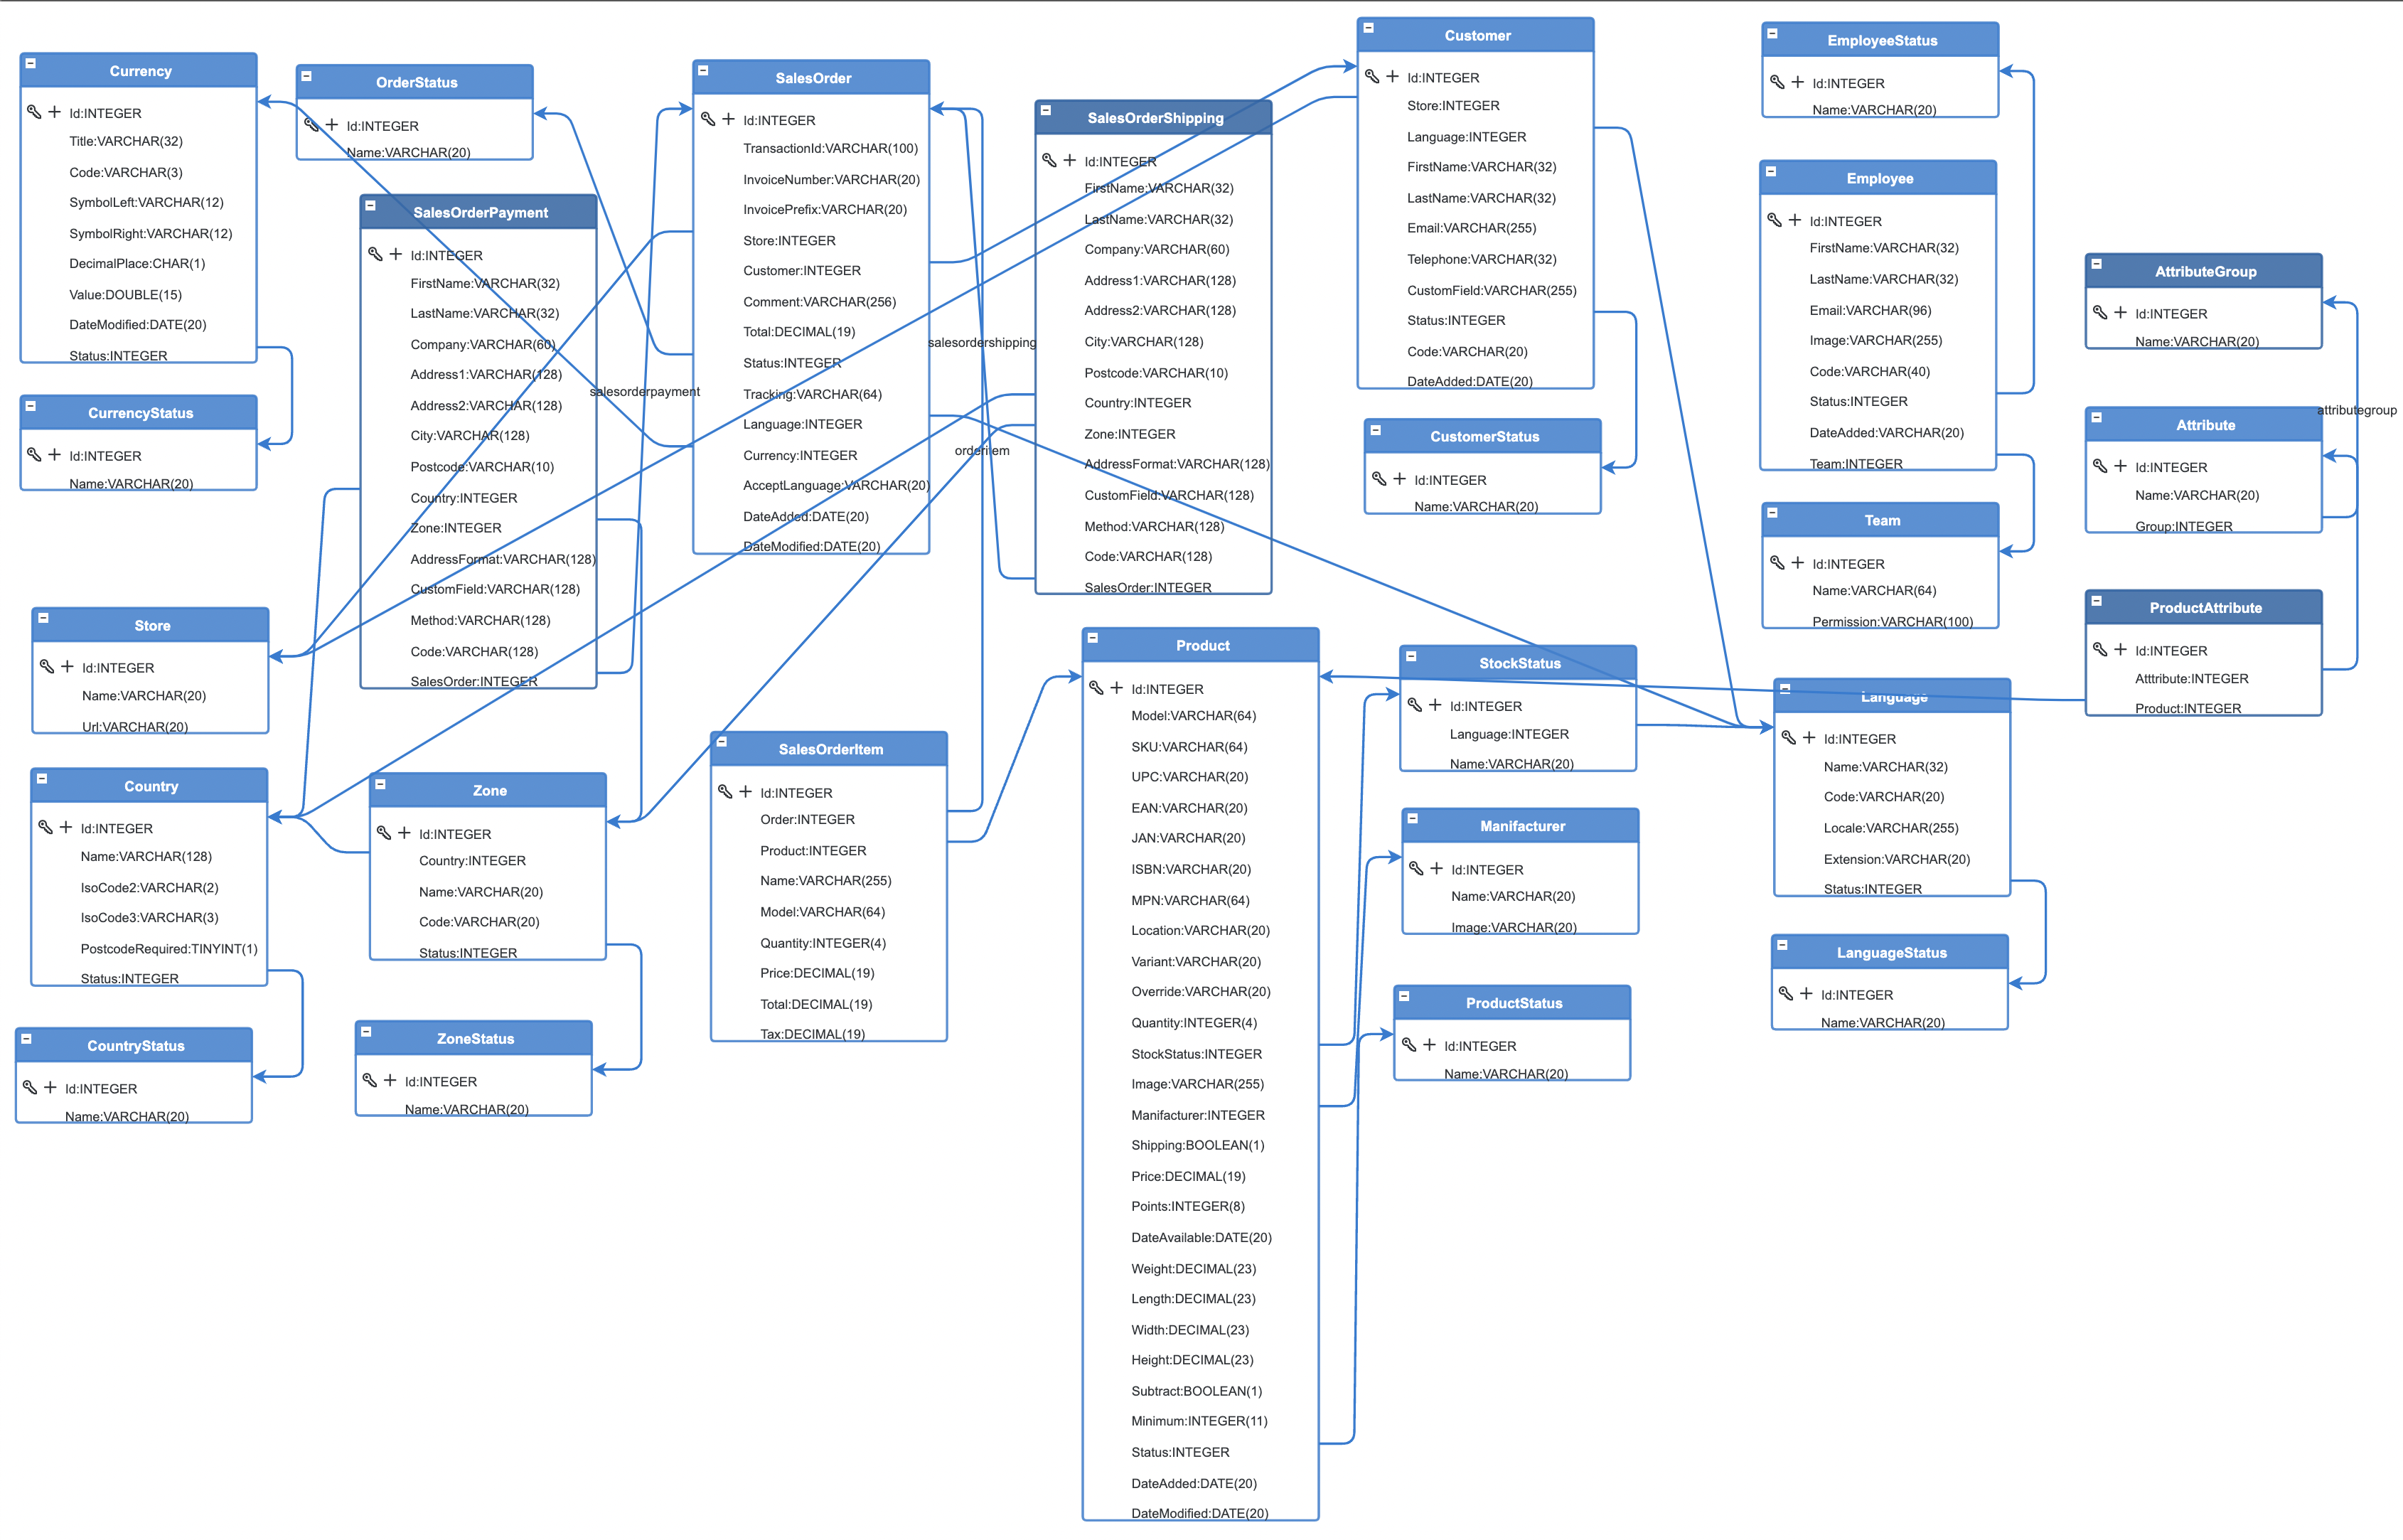 Currency
Id:INTEGER
Title:VARCHAR(32)
Code:VARCHAR(3)
SymbolLeft:VARCHAR(12)
SymbolRight:VARCHAR(12)
DecimalPlace:CHAR(1)
Value:DOUBLE(15)
DateModified:DATE(20)
Status:INTEGER
CurrencyStatus
Id:INTEGER
Name:VARCHAR(20)
OrderStatus
Id:INTEGER
Name:VARCHAR(20)
SalesOrderPayment
Id:INTEGER
FirstName:VARCHAR(32)
LastName:VARCHAR(32)
Company:VARCHAR(60)
Address1:VARCHAR(128)
Address2:VARCHAR(128)
City:VARCHAR(128)
Postcode:VARCHAR(10)
Country:INTEGER
Zone:INTEGER
AddressFormat:VARCHAR(128)
CustomField:VARCHAR(128)
Method:VARCHAR(128)
Code:VARCHAR(128)
SalesOrder:INTEGER
salesorderpayment
SalesOrder
Id:INTEGER
TransactionId:VARCHAR(100)
InvoiceNumber:VARCHAR(20)
InvoicePrefix:VARCHAR(20)
Store:INTEGER
Customer:INTEGER
Comment:VARCHAR(256)
Total:DECIMAL(19)
Status:INTEGER
Tracking:VARCHAR(64)
Language:INTEGER
Currency:INTEGER
AcceptLanguage:VARCHAR(20)
DateAdded:DATE(20)
DateModified:DATE(20)
salesordershipping
orderitem
SalesOrderShipping
Id:INTEGER
FirstName:VARCHAR(32)
LastName:VARCHAR(32)
Company:VARCHAR(60)
Address1:VARCHAR(128)
Address2:VARCHAR(128)
City:VARCHAR(128)
Postcode:VARCHAR(10)
Country:INTEGER
Zone:INTEGER
AddressFormat:VARCHAR(128)
CustomField:VARCHAR(128)
Method:VARCHAR(128)
Code:VARCHAR(128)
SalesOrder:INTEGER
Customer
Id:INTEGER
Store:INTEGER
Language:INTEGER
FirstName:VARCHAR(32)
LastName:VARCHAR(32)
Email:VARCHAR(255)
Telephone:VARCHAR(32)
CustomField:VARCHAR(255)
Status:INTEGER
Code:VARCHAR(20)
DateAdded:DATE(20)
CustomerStatus
Id:INTEGER
Name:VARCHAR(20)
EmployeeStatus
Id:INTEGER
Name:VARCHAR(20)
Employee
Id:INTEGER
FirstName:VARCHAR(32)
LastName:VARCHAR(32)
Email:VARCHAR(96)
Image:VARCHAR(255)
Code:VARCHAR(40)
Status:INTEGER
DateAdded:VARCHAR(20)
Team:INTEGER
Team
Id:INTEGER
Name:VARCHAR(64)
Permission:VARCHAR(100)
AttributeGroup
Id:INTEGER
Name:VARCHAR(20)
attributegroup
Attribute
Id:INTEGER
Name:VARCHAR(20)
Group:INTEGER
ProductAttribute
Id:INTEGER
Atttribute:INTEGER
Product:INTEGER
Store
Id:INTEGER
Name:VARCHAR(20)
Url:VARCHAR(20)
Country
Id:INTEGER
Name:VARCHAR(128)
IsoCode2:VARCHAR(2)
IsoCode3:VARCHAR(3)
PostcodeRequired:TINYINT(1)
Status:INTEGER
CountryStatus
Id:INTEGER
Name:VARCHAR(20)
Zone
Id:INTEGER
Country:INTEGER
Name:VARCHAR(20)
Code:VARCHAR(20)
Status:INTEGER
ZoneStatus
Id:INTEGER
Name:VARCHAR(20)
SalesOrderItem
Id:INTEGER
Order:INTEGER
Product:INTEGER
Name:VARCHAR(255)
Model:VARCHAR(64)
Quantity:INTEGER(4)
Price:DECIMAL(19)
Total:DECIMAL(19)
Tax:DECIMAL(19)
Product
Id:INTEGER
Model:VARCHAR(64)
SKU:VARCHAR(64)
UPC:VARCHAR(20)
EAN:VARCHAR(20)
JAN:VARCHAR(20)
ISBN:VARCHAR(20)
MPN:VARCHAR(64)
Location:VARCHAR(20)
Variant:VARCHAR(20)
Override:VARCHAR(20)
Quantity:INTEGER(4)
StockStatus:INTEGER
Image:VARCHAR(255)
Manifacturer:INTEGER
Shipping:BOOLEAN(1)
Price:DECIMAL(19)
Points:INTEGER(8)
DateAvailable:DATE(20)
Weight:DECIMAL(23)
Length:DECIMAL(23)
Width:DECIMAL(23)
Height:DECIMAL(23)
Subtract:BOOLEAN(1)
Minimum:INTEGER(11)
Status:INTEGER
DateAdded:DATE(20)
DateModified:DATE(20)
StockStatus
Id:INTEGER
Language:INTEGER
Name:VARCHAR(20)
Manifacturer
Id:INTEGER
Name:VARCHAR(20)
Image:VARCHAR(20)
ProductStatus
Id:INTEGER
Name:VARCHAR(20)
Language
Id:INTEGER
Name:VARCHAR(32)
Code:VARCHAR(20)
Locale:VARCHAR(255)
Extension:VARCHAR(20)
Status:INTEGER
LanguageStatus
Id:INTEGER
Name:VARCHAR(20)